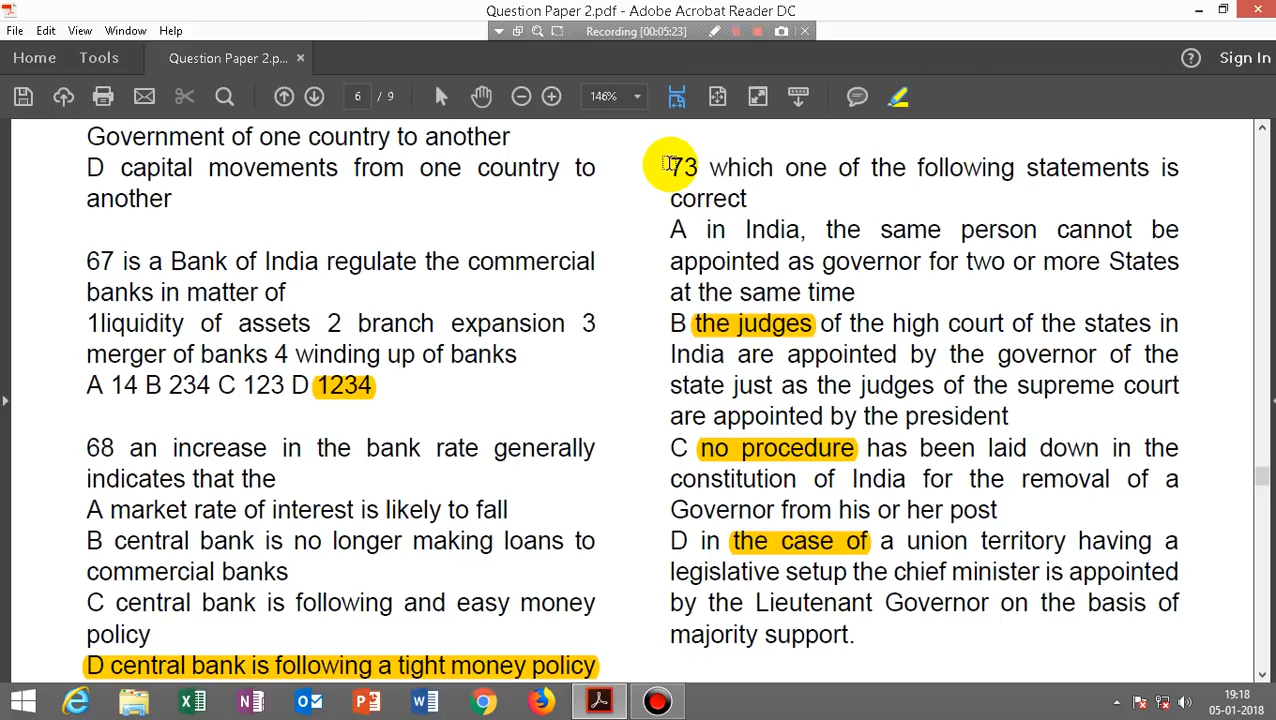 Question Paper 2.pdf - Adobe Acrobat Reader DC
File Edit View Window Help
Recording [00:05:23]
Home Tools Question Paper 2.p... × Sign In
6 / 9 146%
Government of one country to another
D capital movements from one country to
another
67 is a Bank of India regulate the commercial
banks in matter of
1liquidity of assets 2 branch expansion 3
merger of banks 4 winding up of banks
A 14 B 234 C 123 D 1234
68 an increase in the bank rate generally
indicates that the
A market rate of interest is likely to fall
B central bank is no longer making loans to
commercial banks
C central bank is following and easy money
policy
D central bank is following a tight money policy
73 which one of the following statements is
correct
A in India, the same person cannot be
appointed as governor for two or more States
at the same time
B the judges of the high court of the states in
India are appointed by the governor of the
state just as the judges of the supreme court
are appointed by the president
C no procedure has been laid down in the
constitution of India for the removal of a
Governor from his or her post
D in the case of a union territory having a
legislative setup the chief minister is appointed
by the Lieutenant Governor on the basis of
majority support.
19:18
05-01-2018